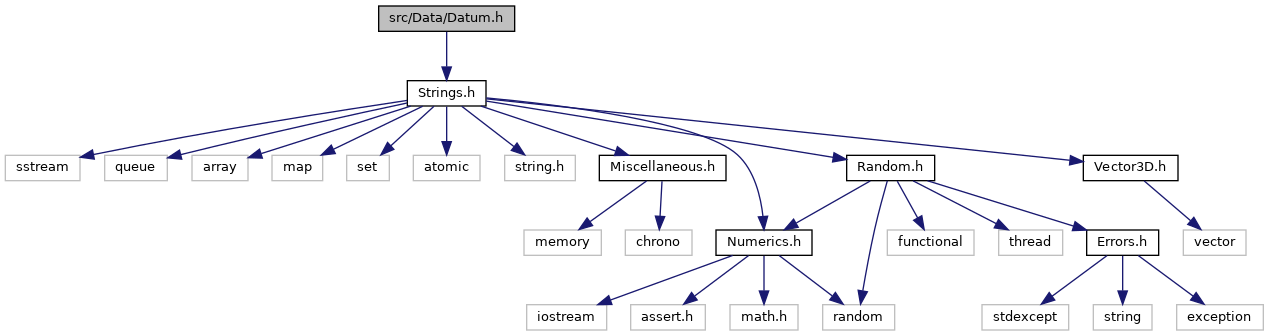 src/Data/Datum.h
Strings.h
sstream
queue
array
map
set
atomic
string.h
Miscellaneous.h
Random.h
Vector3D.h
memory
chrono
Numerics.h
functional
thread
Errors.h
vector
iostream
assert.h
math.h
random
stdexcept
string
exception